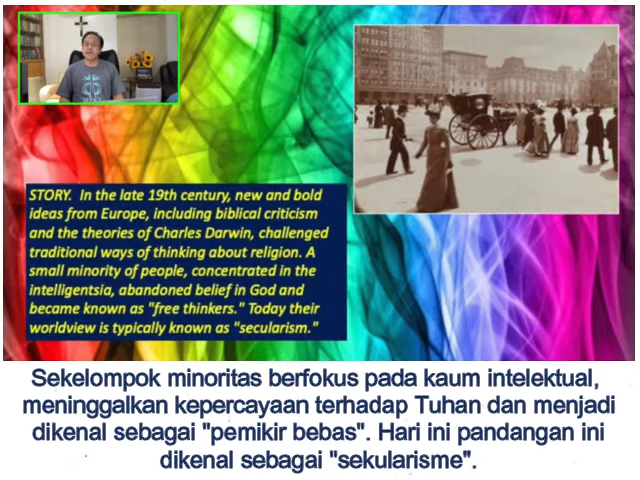 STORY. In the late 19th century, new and bold
ideas from Europe, including biblical criticism
and the theories of Charles Darwin, challenged
traditional ways of thinking about religion. A
small minority of people, concentrated in the
intelligentsia, abandoned belief in God and
became known as "free thinkers." Today their
worldview is typically known as "secularism."
Sekelompok minoritas berfokus pada kaum intelektual,
meninggalkan kepercayaan terhadap Tuhan dan menjadi
dikenal sebagai "pemikir bebas". Hari ini pandangan ini
dikenal sebagai "sekularisme".